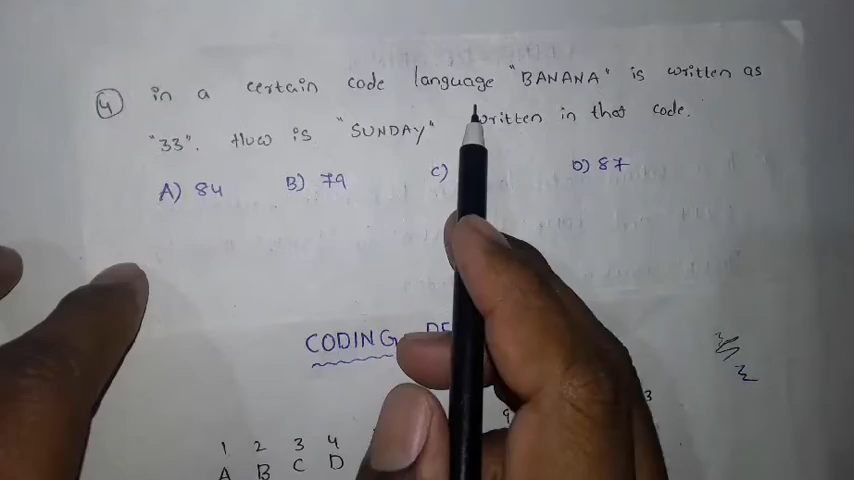 4 in a certain code language "BANANA" is written as
"33". How is "SUNDAY" written in that code.
A) 84 B) 79 C) D) 87
CODING
1 2 3 4
A B C D